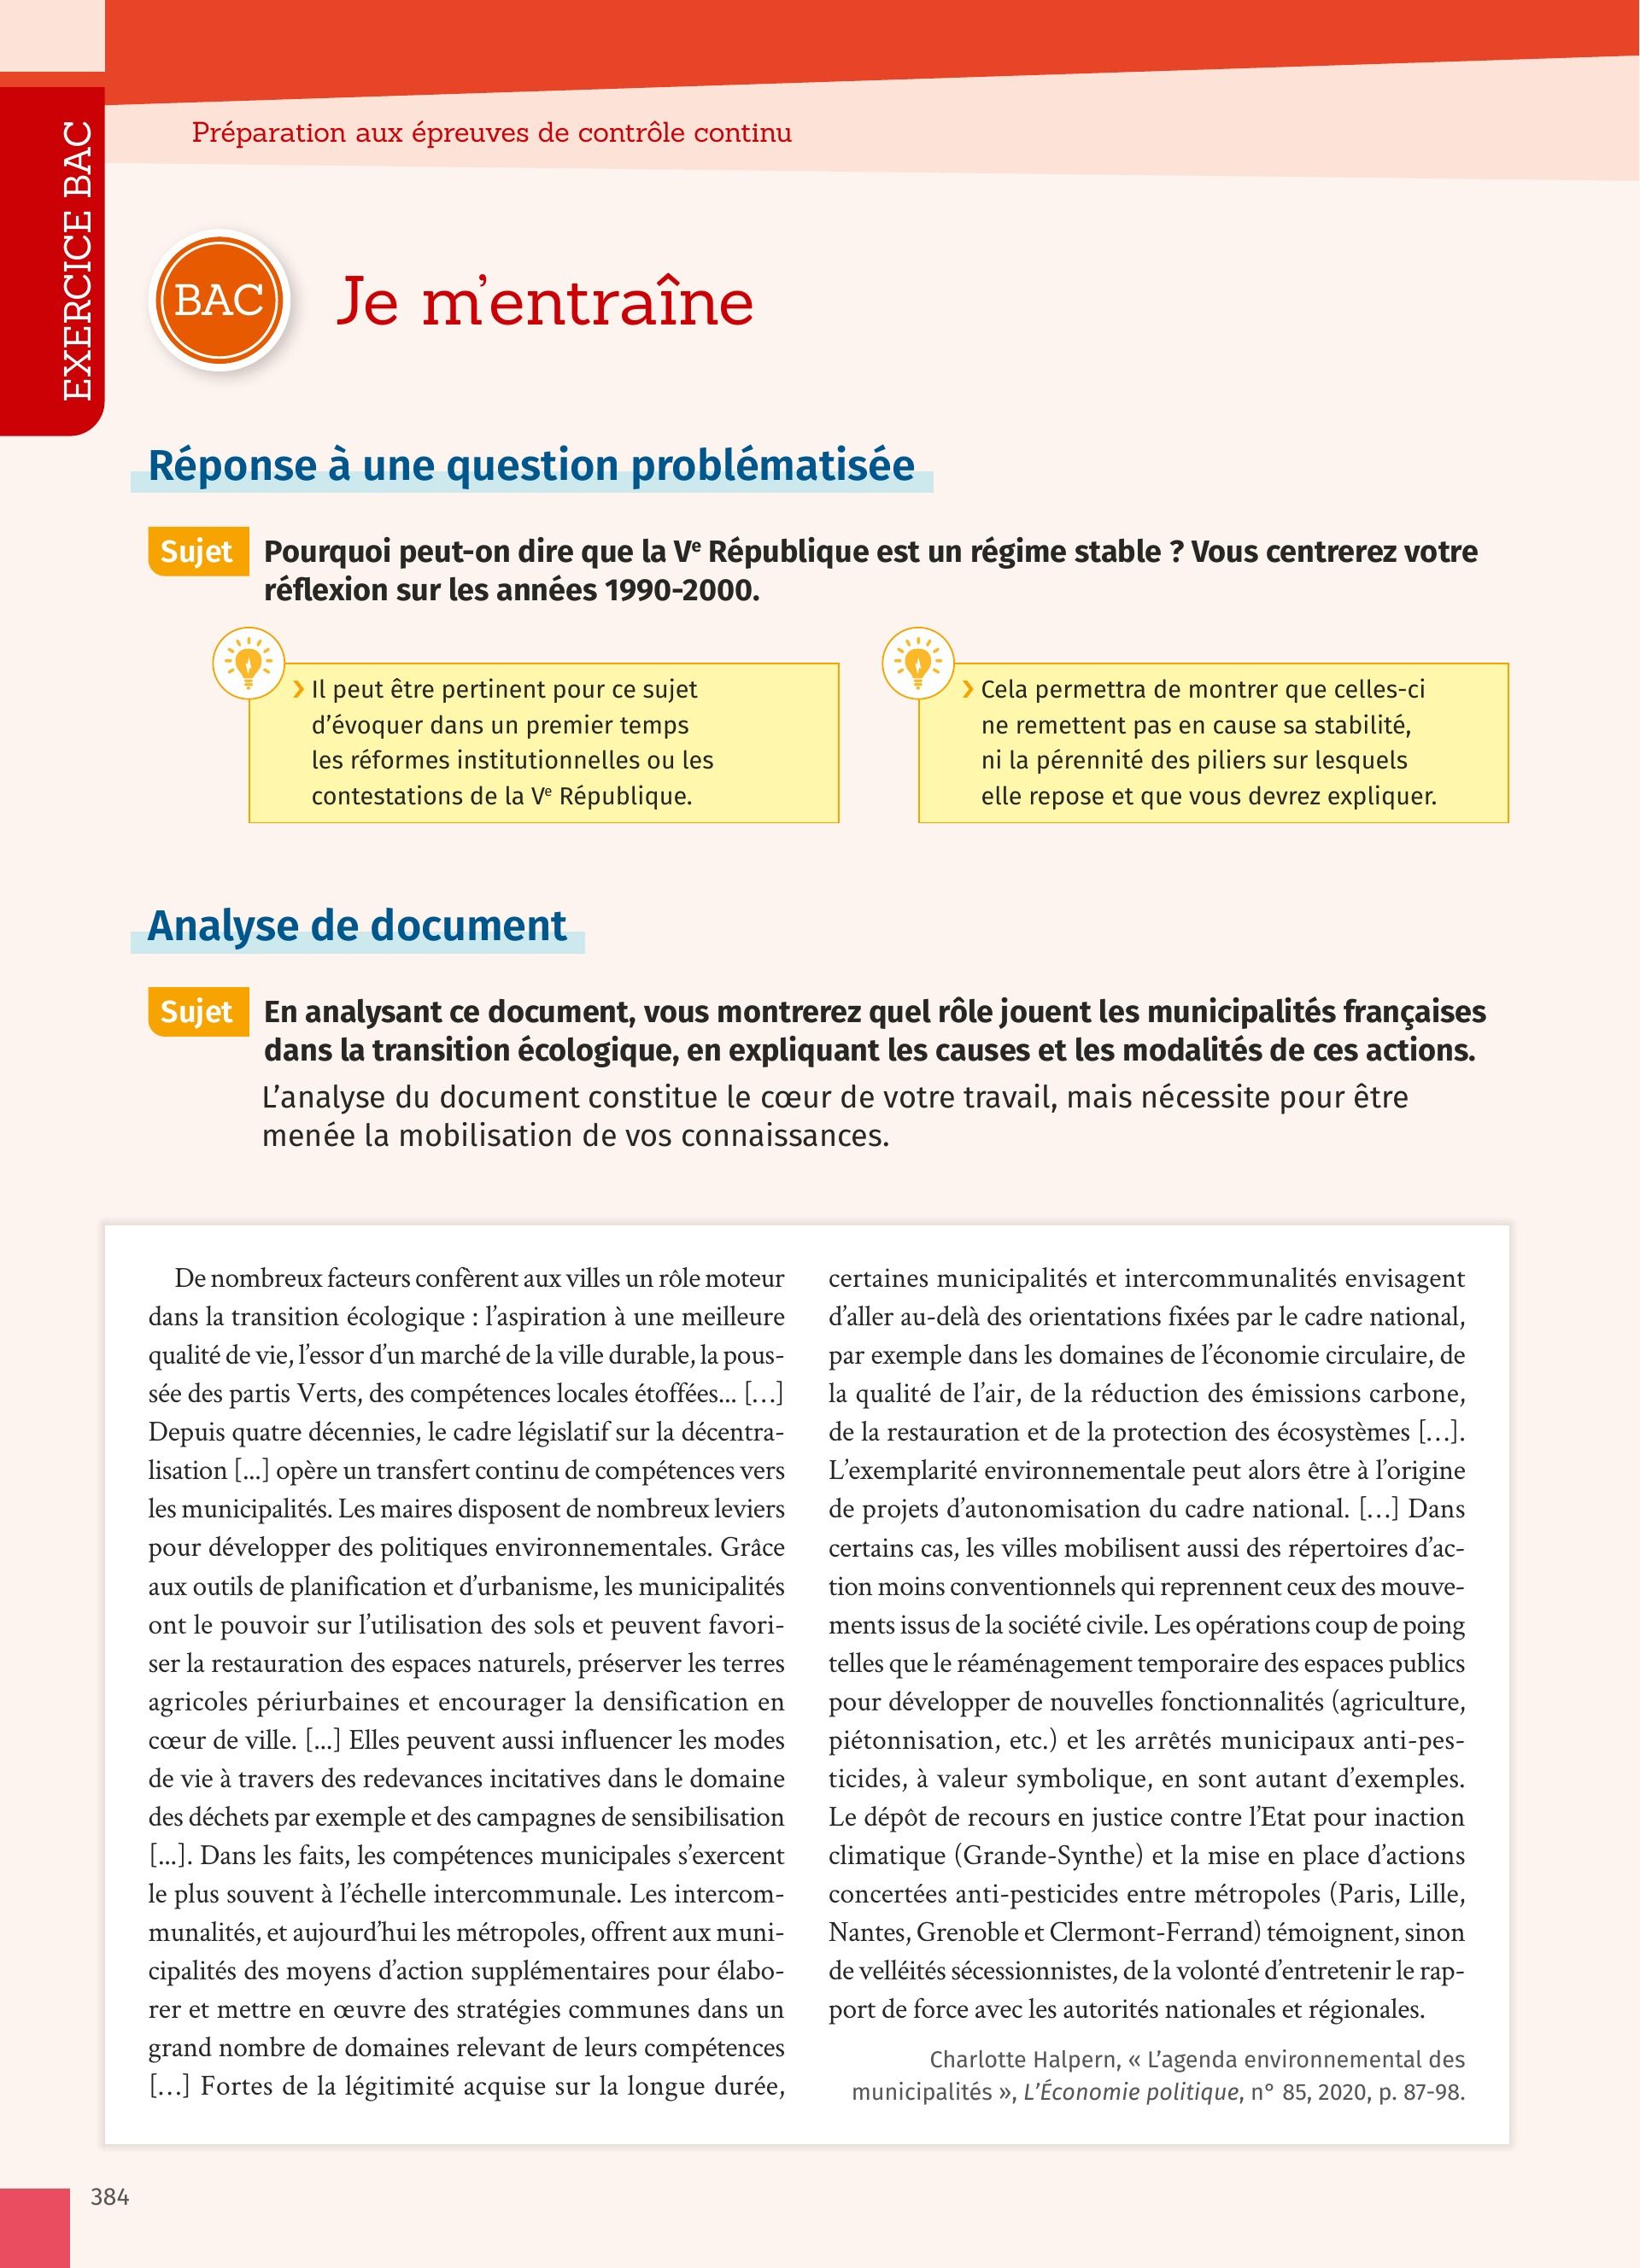 Préparation aux épreuves de contrôle continu
EXERCICE BAC
BAC
Je m'entraîne
Réponse à une question problématisée
Sujet
Pourquoi peut-on dire que la Ve République est un régime stable ? Vous centrerez votre
réflexion sur les années 1990-2000.
› Il peut être pertinent pour ce sujet
d'évoquer dans un premier temps
les réformes institutionnelles ou les
contestations de la Ve République.
› Cela permettra de montrer que celles-ci
ne remettent pas en cause sa stabilité,
ni la pérennité des piliers sur lesquels
elle repose et que vous devrez expliquer.
Analyse de document
Sujet
En analysant ce document, vous montrerez quel rôle jouent les municipalités françaises
dans la transition écologique, en expliquant les causes et les modalités de ces actions.
L'analyse du document constitue le cœur de votre travail, mais nécessite pour être
menée la mobilisation de vos connaissances.
De nombreux facteurs confèrent aux villes un rôle moteur
dans la transition écologique : l'aspiration à une meilleure
qualité de vie, l'essor d'un marché de la ville durable, la pous-
sée des partis Verts, des compétences locales étoffées... […]
Depuis quatre décennies, le cadre législatif sur la décentra-
lisation [...] opère un transfert continu de compétences vers
les municipalités. Les maires disposent de nombreux leviers
pour développer des politiques environnementales. Grâce
aux outils de planification et d'urbanisme, les municipalités
ont le pouvoir sur l'utilisation des sols et peuvent favori-
ser la restauration des espaces naturels, préserver les terres
agricoles périurbaines et encourager la densification en
cœur de ville. [...] Elles peuvent aussi influencer les modes
de vie à travers des redevances incitatives dans le domaine
des déchets par exemple et des campagnes de sensibilisation
[...]. Dans les faits, les compétences municipales s'exercent
le plus souvent à l'échelle intercommunale. Les intercom-
munalités, et aujourd'hui les métropoles, offrent aux muni-
cipalités des moyens d'action supplémentaires pour élabo-
rer et mettre en œuvre des stratégies communes dans un
grand nombre de domaines relevant de leurs compétences
[…] Fortes de la légitimité acquise sur la longue durée,
certaines municipalités et intercommunalités envisagent
d'aller au-delà des orientations fixées par le cadre national,
par exemple dans les domaines de l'économie circulaire, de
la qualité de l'air, de la réduction des émissions carbone,
de la restauration et de la protection des écosystèmes […].
L'exemplarité environnementale peut alors être à l'origine
de projets d'autonomisation du cadre national. […] Dans
certains cas, les villes mobilisent aussi des répertoires d'ac-
tion moins conventionnels qui reprennent ceux des mouve-
ments issus de la société civile. Les opérations coup de poing
telles que le réaménagement temporaire des espaces publics
pour développer de nouvelles fonctionnalités (agriculture,
piétonnisation, etc.) et les arrêtés municipaux anti-pes-
ticides, à valeur symbolique, en sont autant d'exemples.
Le dépôt de recours en justice contre l'Etat pour inaction
climatique (Grande-Synthe) et la mise en place d'actions
concertées anti-pesticides entre métropoles (Paris, Lille,
Nantes, Grenoble et Clermont-Ferrand) témoignent, sinon
de velléités sécessionnistes, de la volonté d'entretenir le rap-
port de force avec les autorités nationales et régionales.
Charlotte Halpern, « L'agenda environnemental des
municipalités », L'Économie politique, n° 85, 2020, p. 87-98.
384